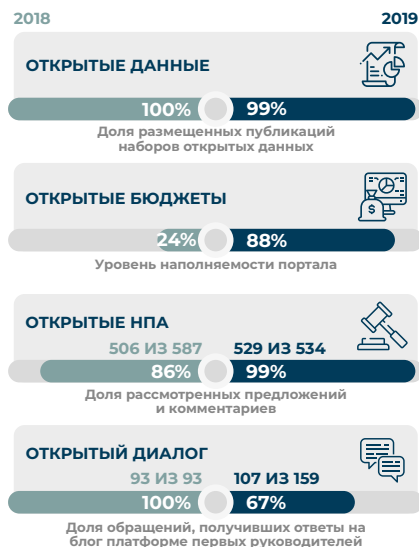 2018 2019
ОТКРЫТЫЕ ДАННЫЕ
100% 99%
Доля размещенных публикаций
наборов открытых данных
ОТКРЫТЫЕ БЮДЖЕТЫ
$
24% 88%
Уровень наполняемости портала
ОТКРЫТЫЕ НПА
506 ИЗ 587 529 ИЗ 534
86% 99%
Доля рассмотренных предложений
и комментариев
ОТКРЫТЫЙ ДИАЛОГ
93 ИЗ 93 107 ИЗ 159
100% 67%
Доля обращений, получивших ответы на
блог платформе первых руководителей